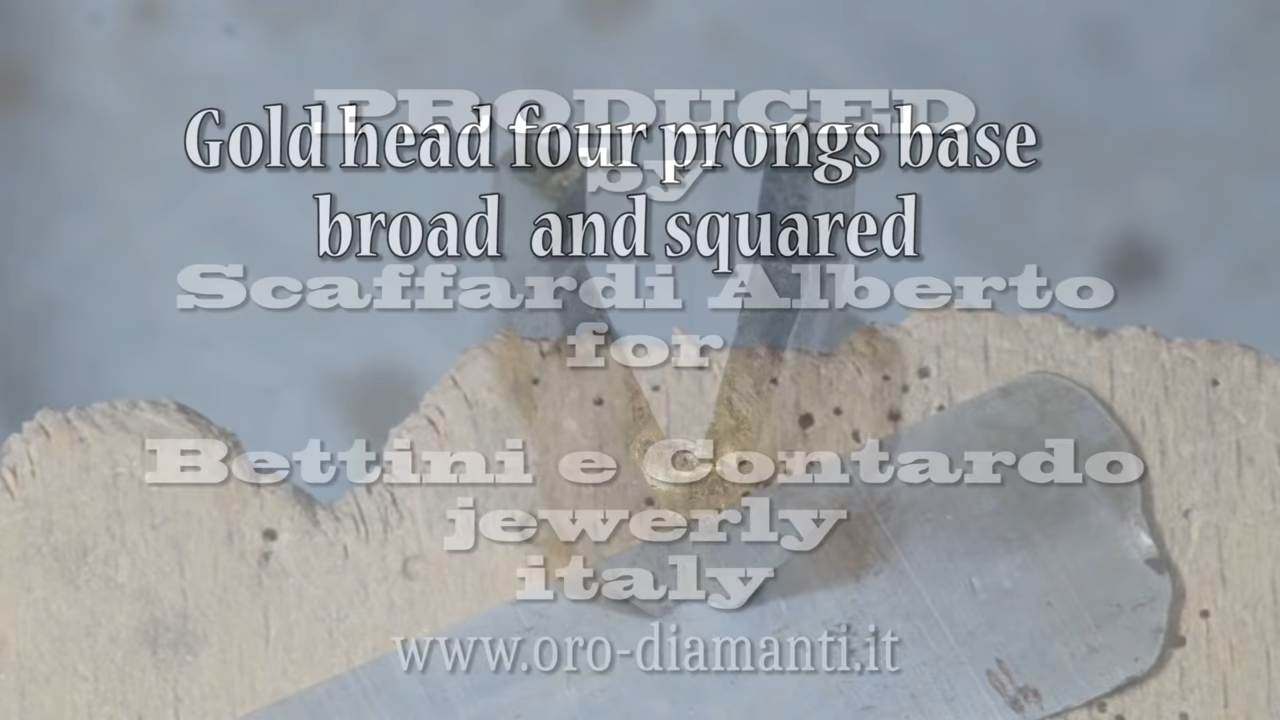 PRODUCED
Gold head four prongs base
by
broad and squared
Scaffardi Alberto
for
Bettini e Contardo
jewerly
italy
www.oro-diamanti.it